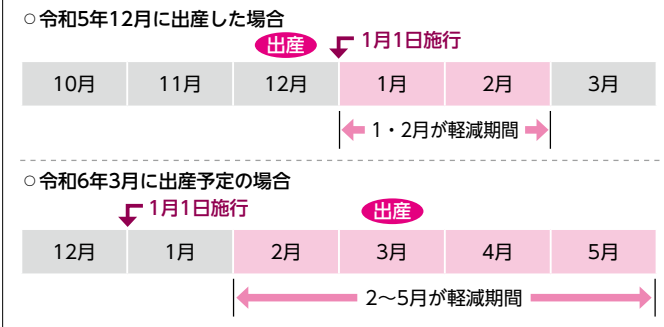 ○令和5年12月に出産した場合
出産 1月1日施行
10月 11月 12月 1月 2月 3月
1・2月が軽減期間
○令和6年3月に出産予定の場合
1月1日施行 出産
12月 1月 2月 3月 4月 5月
2～5月が軽減期間